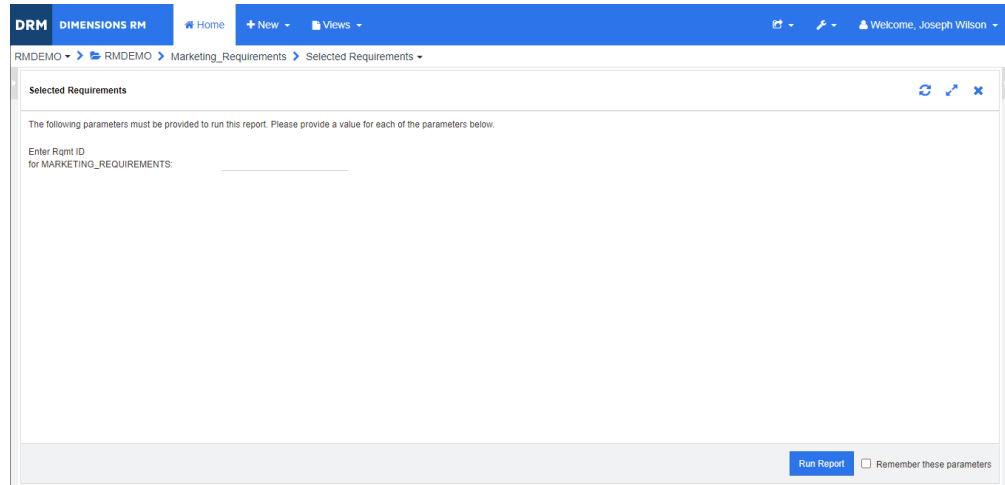 DRM DIMENSIONS RM Home New Views Welcome, Joseph Wilson
RMDEMO RMDEMO Marketing_Requirements Selected Requirements
Selected Requirements
The following parameters must be provided to run this report. Please provide a value for each of the parameters below.
Enter Rqmt ID
for MARKETING_REQUIREMENTS:
Run Report Remember these parameters